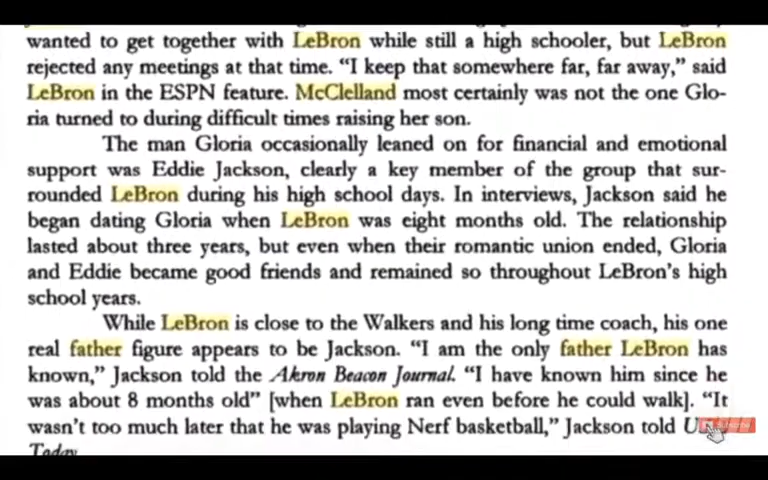 wanted to get together with LeBron while still a high schooler, but LeBron
rejected any meetings at that time. “I keep that somewhere far, far away,” said
LeBron in the ESPN feature. McClelland most certainly was not the one Glo-
ria turned to during difficult times raising her son.
The man Gloria occasionally leaned on for financial and emotional
support was Eddie Jackson, clearly a key member of the group that sur-
rounded LeBron during his high school days. In interviews, Jackson said he
began dating Gloria when LeBron was eight months old. The relationship
lasted about three years, but even when their romantic union ended, Gloria
and Eddie became good friends and remained so throughout LeBron's high
school years.
While LeBron is close to the Walkers and his long time coach, his one
real father figure appears to be Jackson. “I am the only father LeBron has
known,” Jackson told the Akron Beacon Journal. “I have known him since he
was about 8 months old” [when LeBron ran even before he could walk]. “It
wasn't too much later that he was playing Nerf basketball,” Jackson told
Today